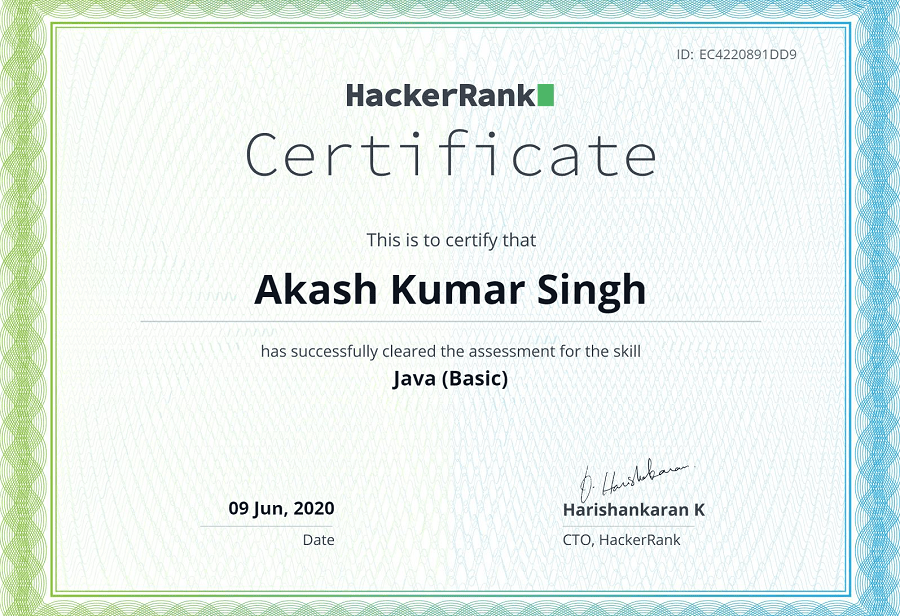 ID: EC4220891DD9
HackerRank
Certificate
This is to certify that
Akash Kumar Singh
has successfully cleared the assessment for the skill
Java (Basic)
09 Jun, 2020
Date
Harishankaran K
CTO, HackerRank